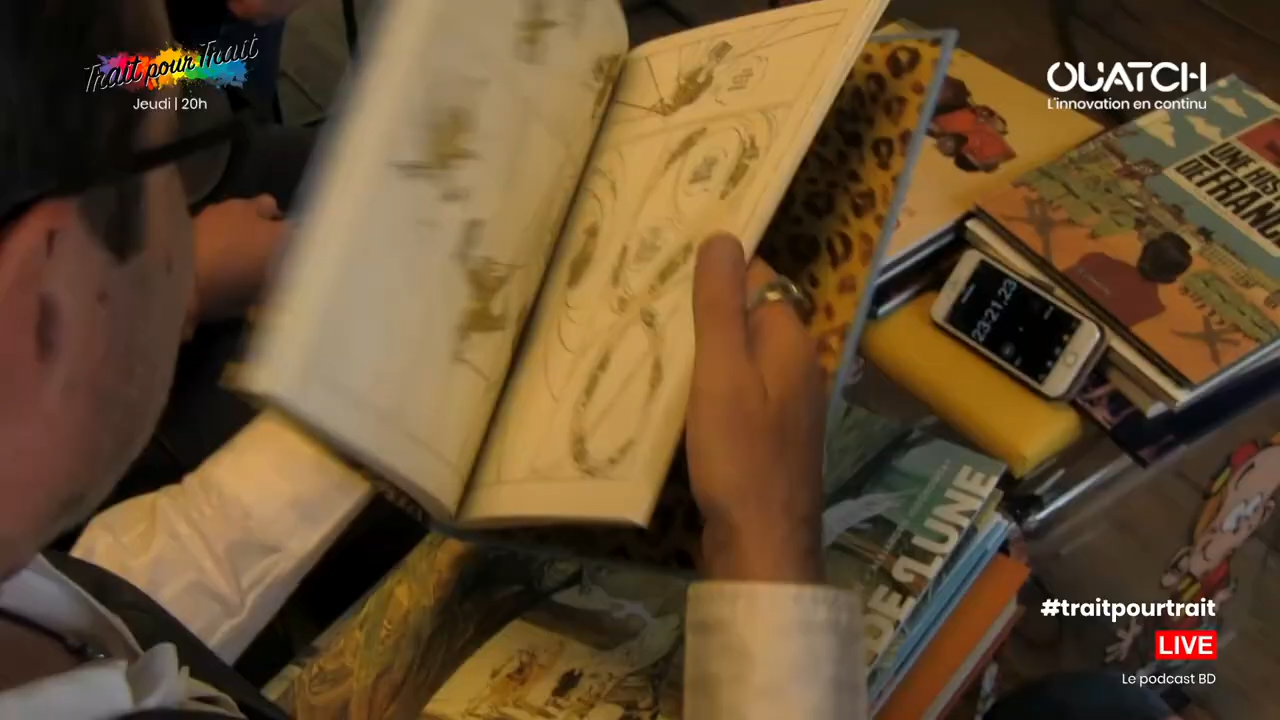 Trait pour Trait
Jeudi | 20h
OUATCH
L'innovation en continu
UNE HIS
DE FRANC
23:21,23
DE LUNE
#traitpourtrait
LIVE
Le podcast BD